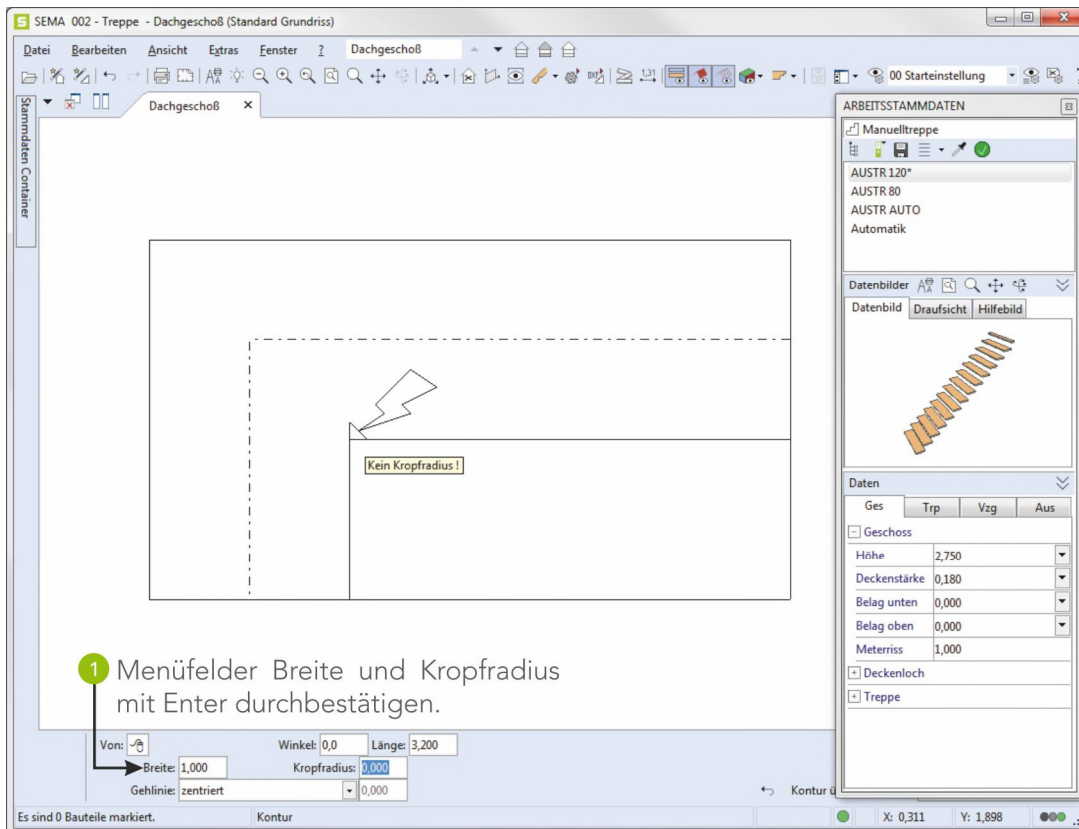 SEMA 002 - Treppe - Dachgeschoß (Standard Grundriss)
Datei Bearbeiten Ansicht Extras Fenster ? Dachgeschoß
1,31
00 Starteinstellung
Stammdaten Container
Dachgeschoß
ARBEITSSTAMMDATEN
Manuelltreppe
AUSTR 120*
AUSTR 80
AUSTR AUTO
Automatik
Datenbilder
Datenbild Draufsicht Hilfebild
Kein Kropfradius !
Daten
Ges Trp Vzg Aus
Geschoss
Höhe 2,750
Deckenstärke 0,180
Belag unten 0,000
Belag oben 0,000
Meterriss 1,000
Deckenloch
Treppe
1 Menüfelder Breite und Kropfradius
mit Enter durchbestätigen.
Von: Winkel: 0,0 Länge: 3,200
Breite: 1,000 Kropfradius: 0,000
Gehlinie: zentriert 0,000
Kontur
Es sind 0 Bauteile markiert. Kontur X: 0,311 Y: 1,898